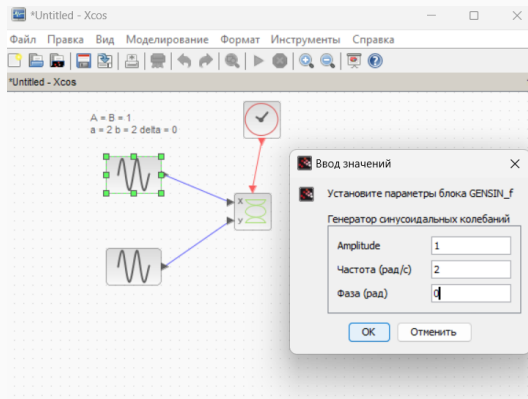 *Untitled - Xcos
Файл Правка Вид Моделирование Формат Инструменты Справка
*Untitled - Xcos
A = B = 1
a = 2 b = 2 delta = 0
x
y
Ввод значений
Установите параметры блока GENSIN_f
Генератор синусоидальных колебаний
Amplitude 1
Частота (рад/с) 2
Фаза (рад) 0
OK Отменить